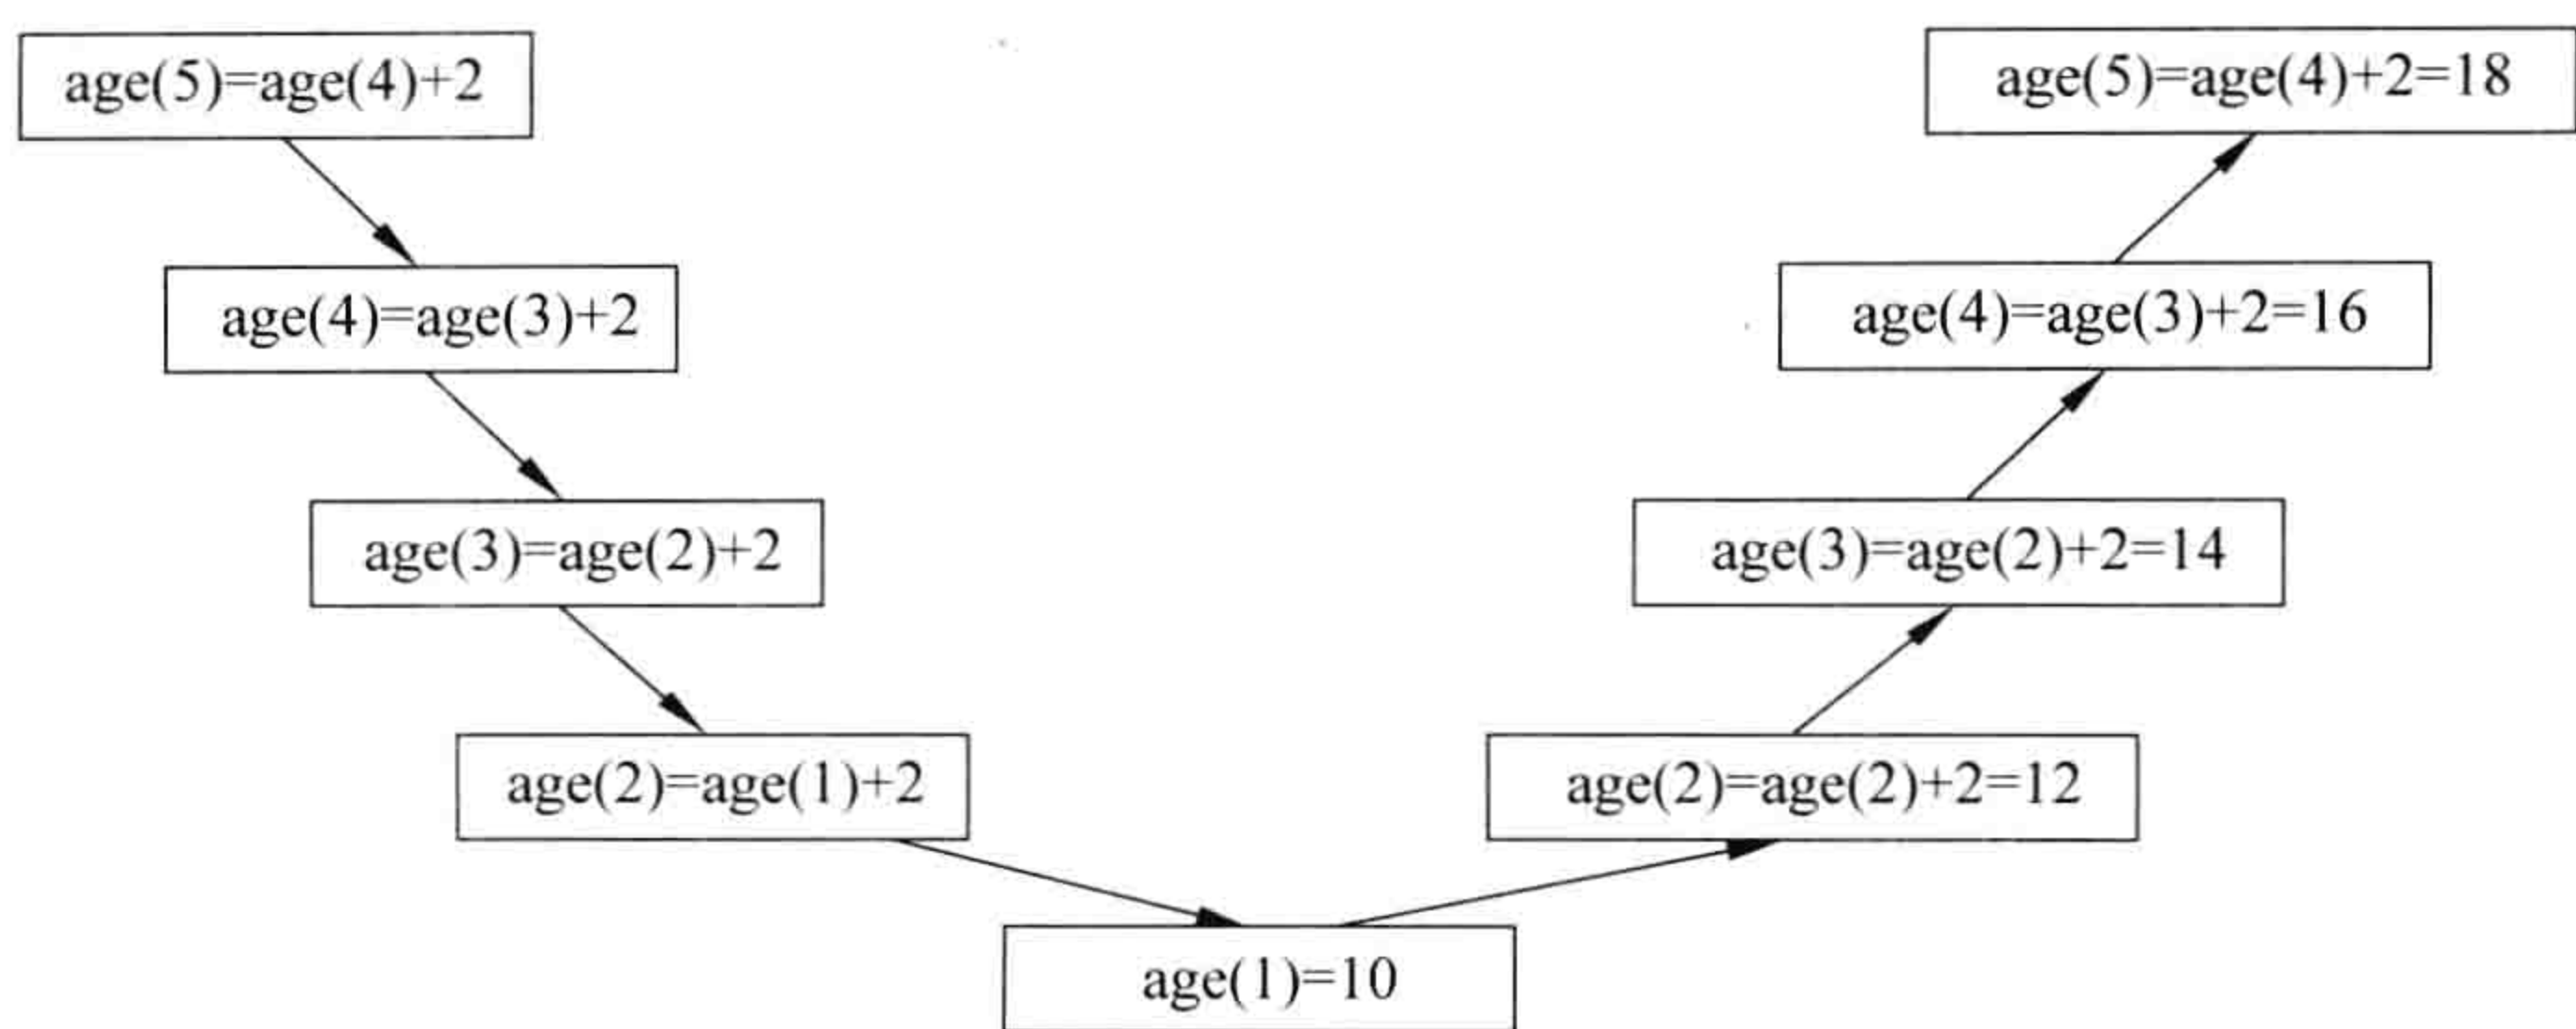 age(5)=age(4)+2
age(4)=age(3)+2
age(3)=age(2)+2
age(2)=age(1)+2
age(1)=10
age(2)=age(2)+2=12
age(3)=age(2)+2=14
age(4)=age(3)+2=16
age(5)=age(4)+2=18